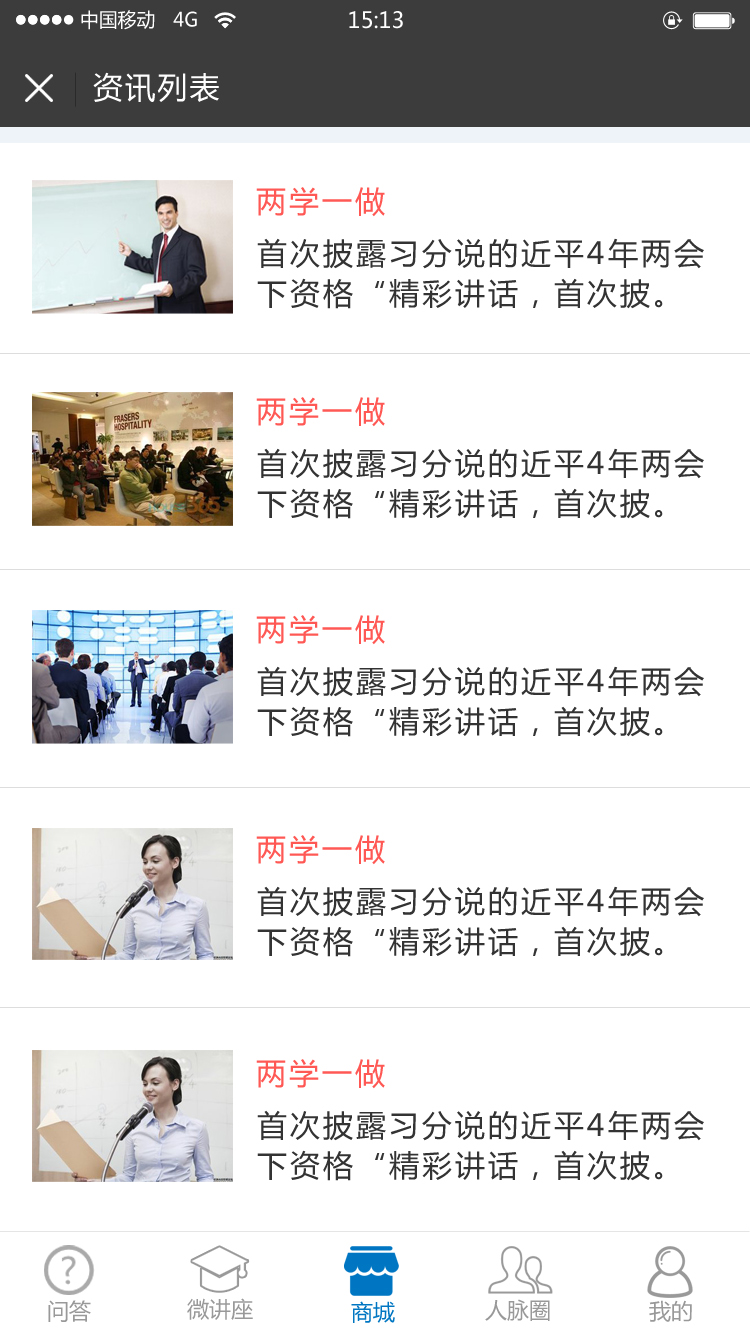 中国移动 4G 15:13
资讯列表
两学一做
首次披露习分说的近平4年两会
下资格“精彩讲话，首次披。
FRASERS
HOSPITALITY
两学一做
首次披露习分说的近平4年两会
下资格“精彩讲话，首次披。
两学一做
首次披露习分说的近平4年两会
下资格“精彩讲话，首次披。
两学一做
首次披露习分说的近平4年两会
下资格“精彩讲话，首次披。
两学一做
首次披露习分说的近平4年两会
下资格“精彩讲话，首次披。
问答 微讲座 商城 人脉圈 我的